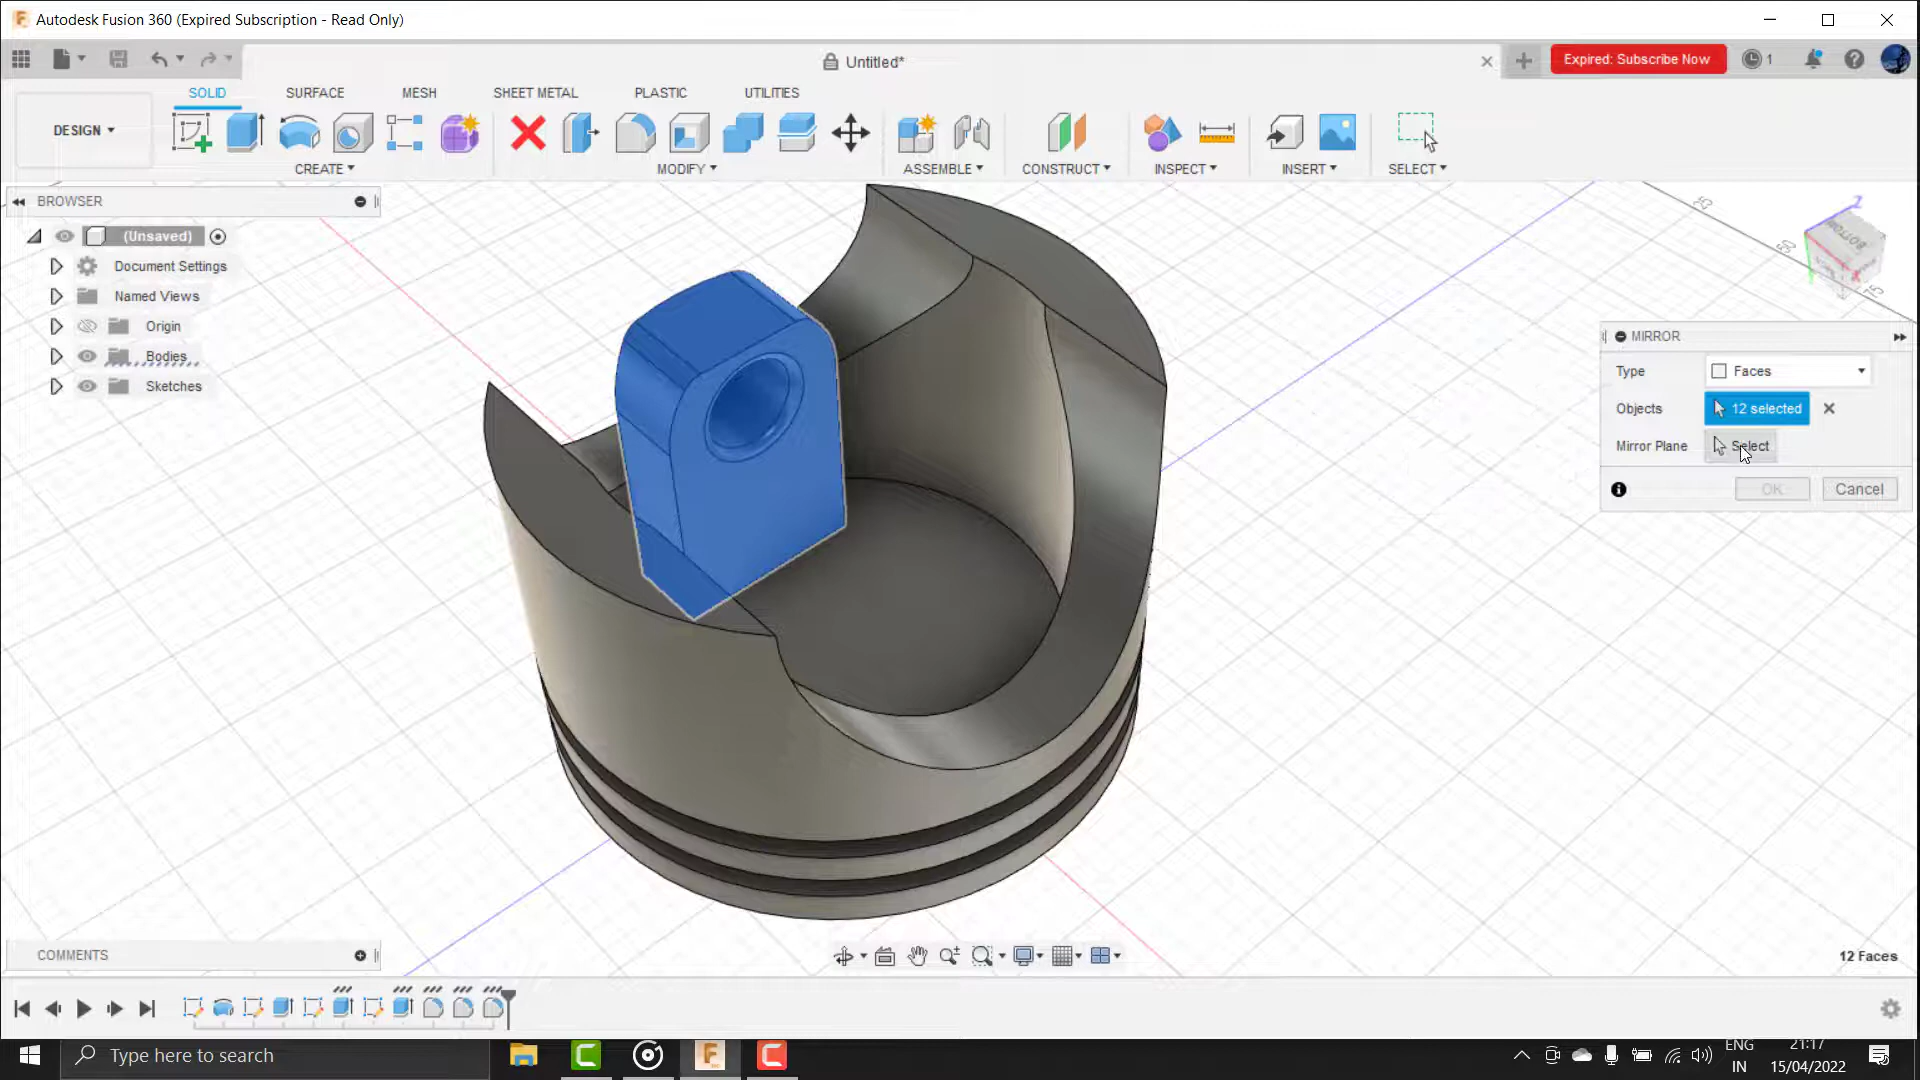 Autodesk Fusion 360 (Expired Subscription - Read Only)
Untitled*
Expired: Subscribe Now
1
SOLID SURFACE MESH SHEET METAL PLASTIC UTILITIES
DESIGN
CREATE MODIFY ASSEMBLE CONSTRUCT INSPECT INSERT SELECT
BROWSER
(Unsaved)
Document Settings
Named Views
Origin
Bodies
Sketches
Z
BOTTOM
X
MIRROR
Type Faces
Objects 12 selected
Mirror Plane Select
OK Cancel
COMMENTS
12 Faces
Type here to search
ENG
IN
21:17
15/04/2022